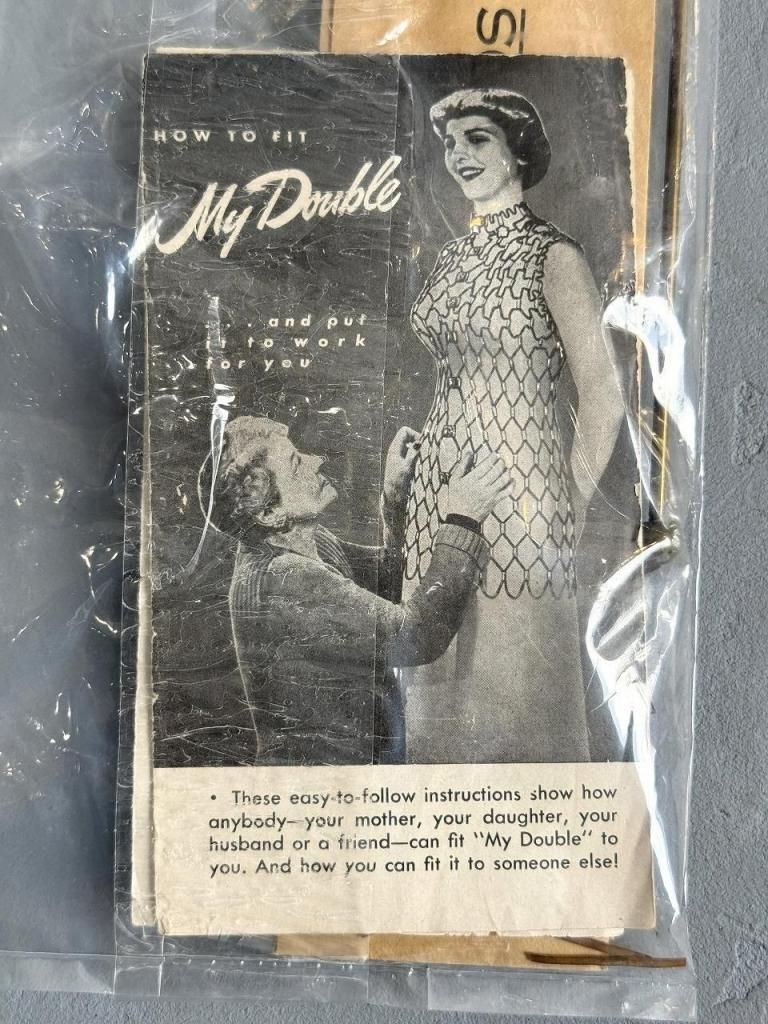 HOW TO FIT
My Double
. . . and put
it to work
for you
• These easy-to-follow instructions show how
anybody—your mother, your daughter, your
husband or a friend—can fit "My Double" to
you. And how you can fit it to someone else!